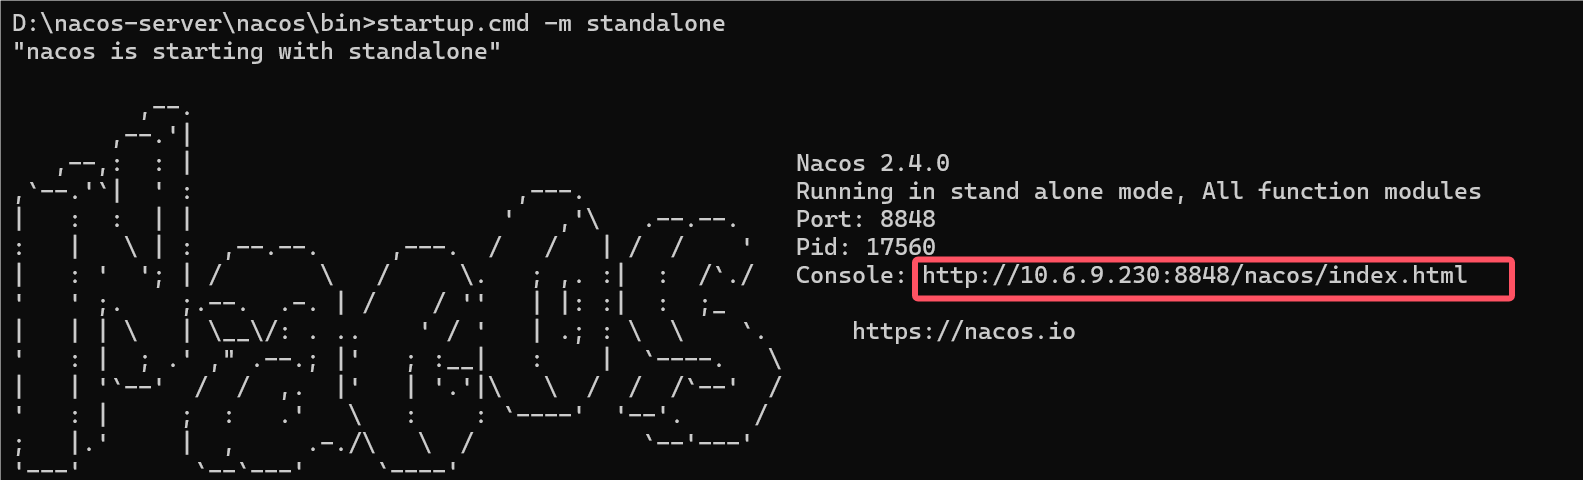 D:\nacos-server\nacos\bin>startup.cmd -m standalone
"nacos is starting with standalone"
Nacos 2.4.0
Running in stand alone mode, All function modules
Port: 8848
Pid: 17560
Console: http://10.6.9.230:8848/nacos/index.html
https://nacos.io